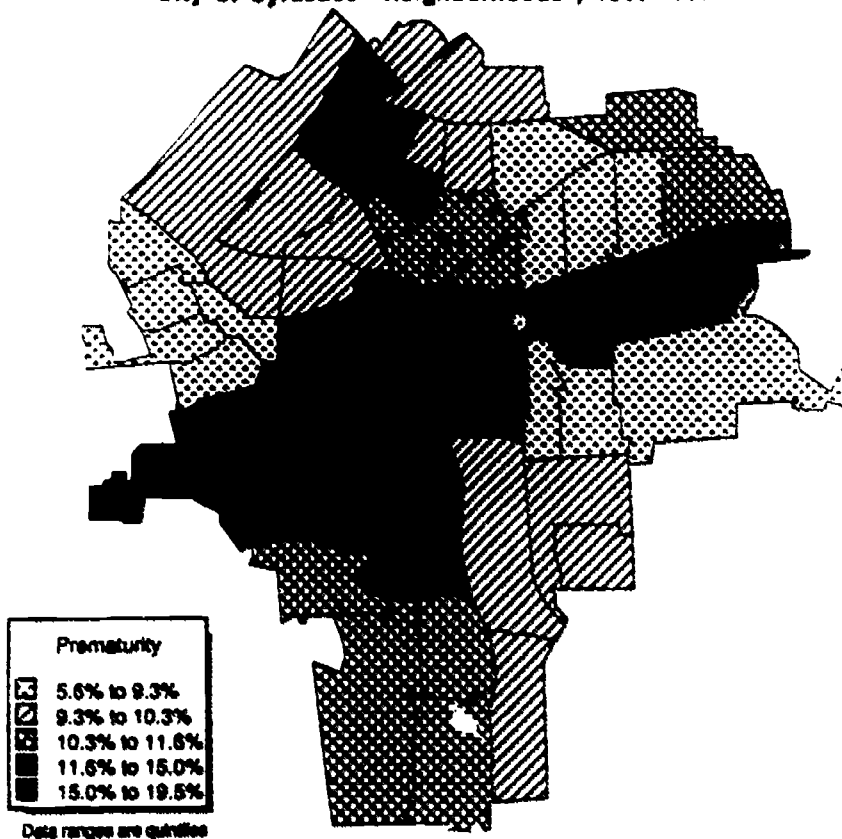 Prematurity
5.6% to 9.3%
9.3% to 10.3%
10.3% to 11.6%
11.6% to 15.0%
15.0% to 19.5%
Data ranges are quintiles